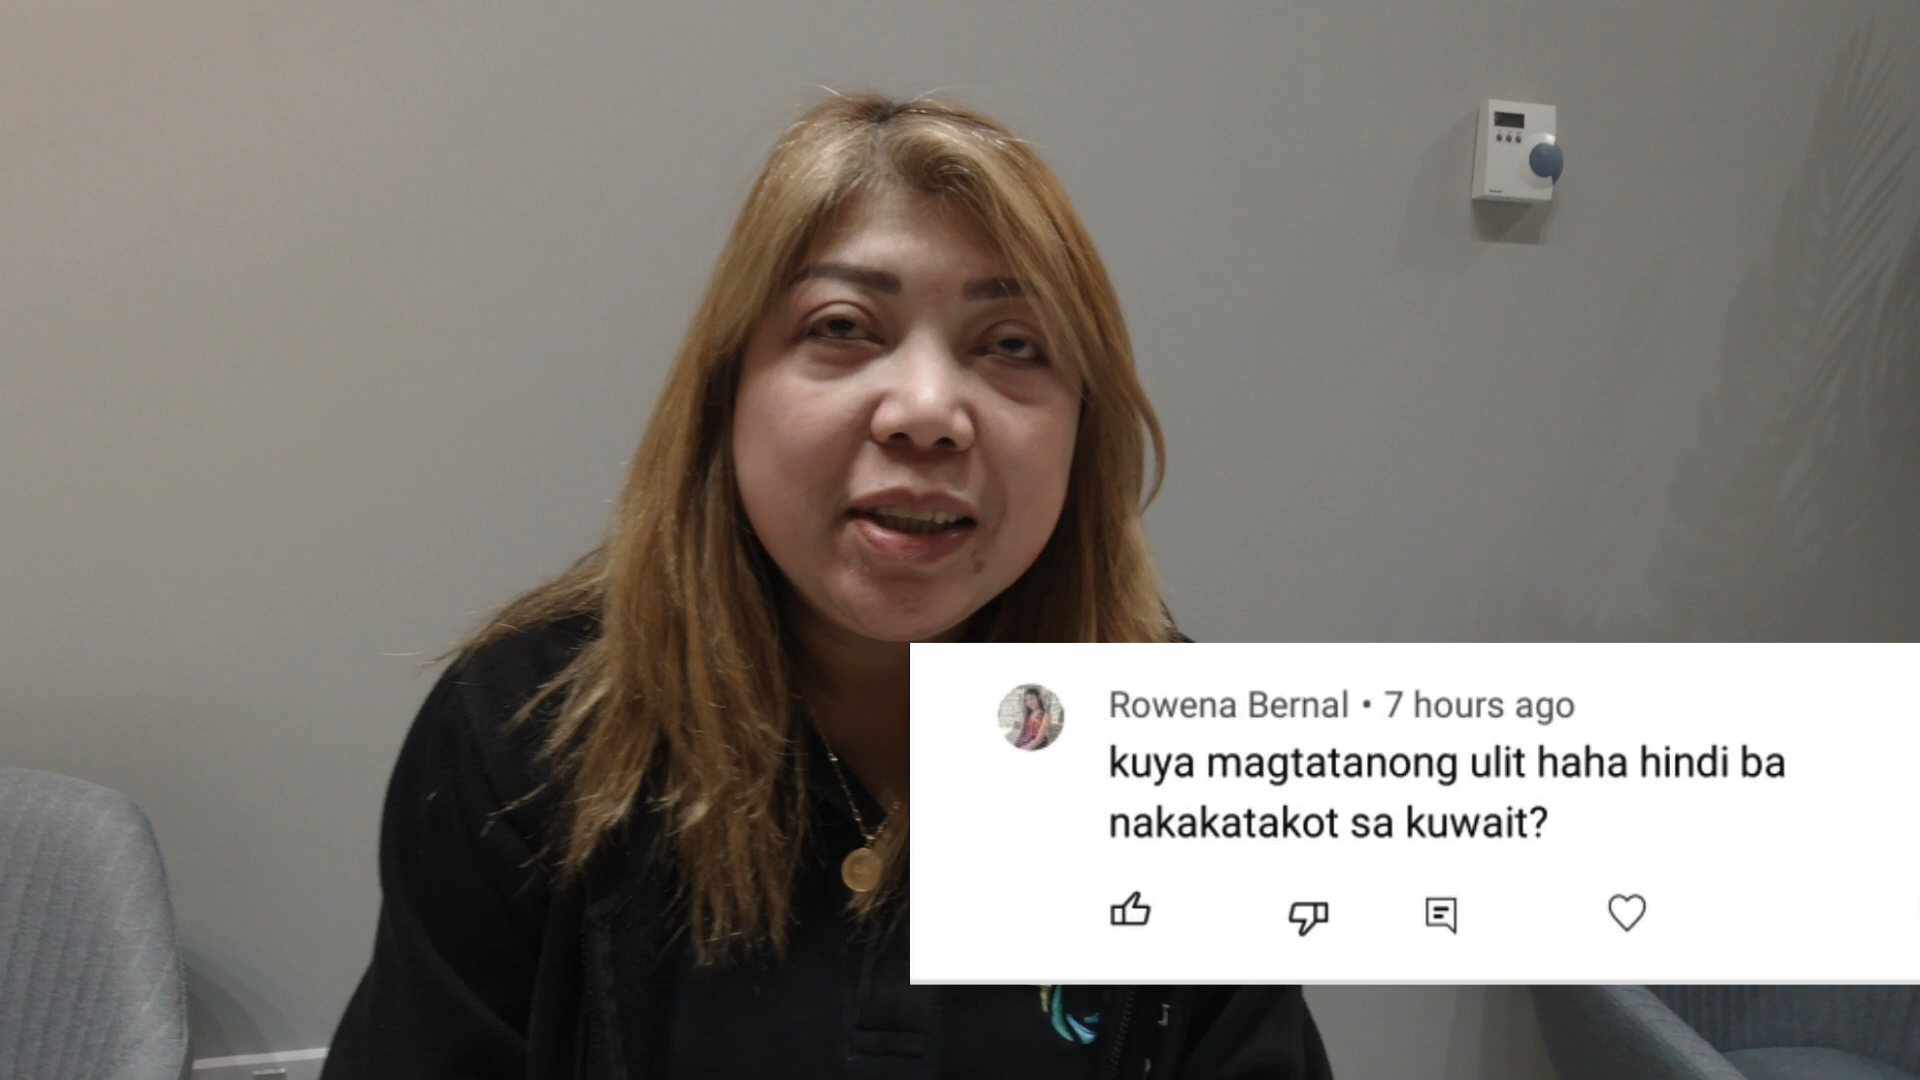 Rowena Bernal • 7 hours ago
kuya magtatanong ulit haha hindi ba
nakakatakot sa kuwait?